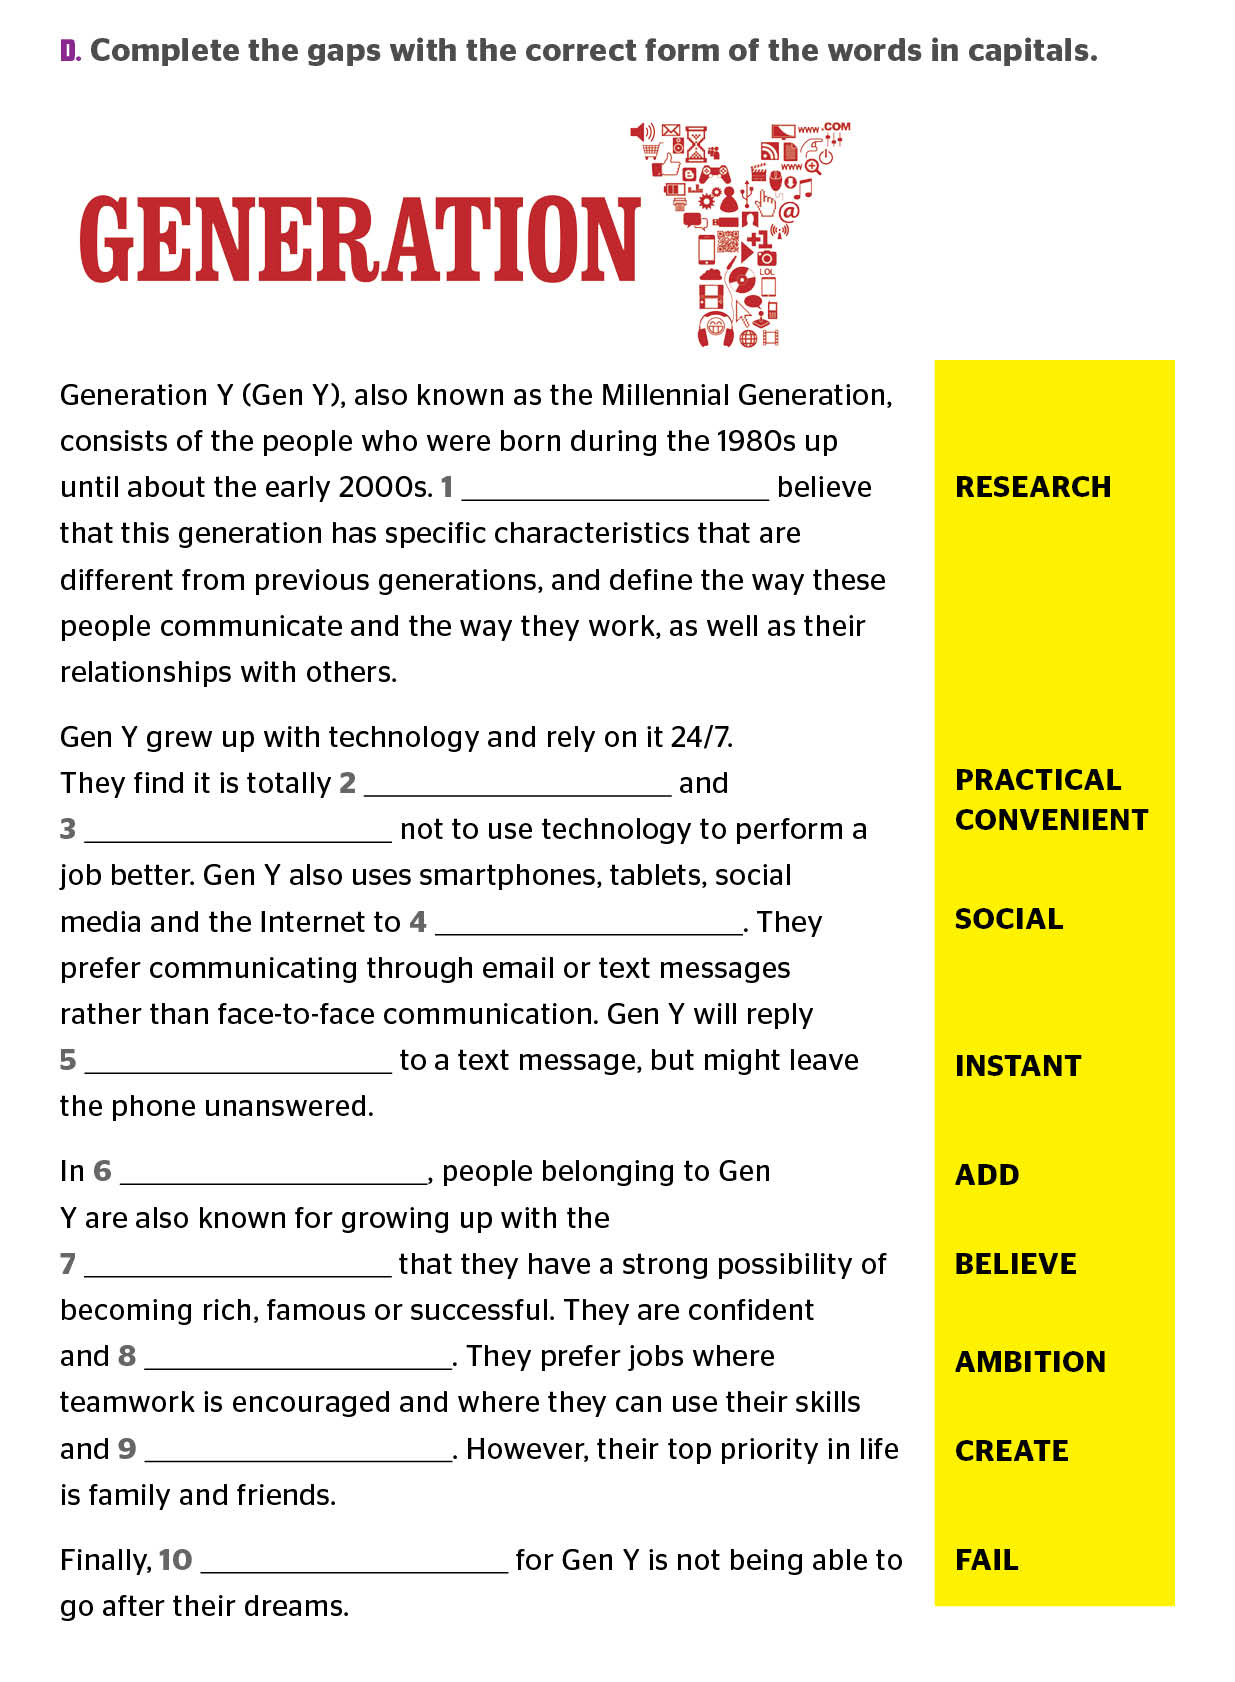 D. Complete the gaps with the correct form of the words in capitals.
GENERATION Y
www .COM
www
@
+1
LOL
Generation Y (Gen Y), also known as the Millennial Generation,
consists of the people who were born during the 1980s up
until about the early 2000s. 1 ____________________ believe RESEARCH
that this generation has specific characteristics that are
different from previous generations, and define the way these
people communicate and the way they work, as well as their
relationships with others.
Gen Y grew up with technology and rely on it 24/7.
They find it is totally 2 ____________________ and PRACTICAL
3 ____________________ not to use technology to perform a CONVENIENT
job better. Gen Y also uses smartphones, tablets, social
media and the Internet to 4 ____________________. They SOCIAL
prefer communicating through email or text messages
rather than face-to-face communication. Gen Y will reply
5 ____________________ to a text message, but might leave INSTANT
the phone unanswered.
In 6 ____________________, people belonging to Gen ADD
Y are also known for growing up with the
7 ____________________ that they have a strong possibility of BELIEVE
becoming rich, famous or successful. They are confident
and 8 ____________________. They prefer jobs where AMBITION
teamwork is encouraged and where they can use their skills
and 9 ____________________. However, their top priority in life CREATE
is family and friends.
Finally, 10 ____________________ for Gen Y is not being able to FAIL
go after their dreams.